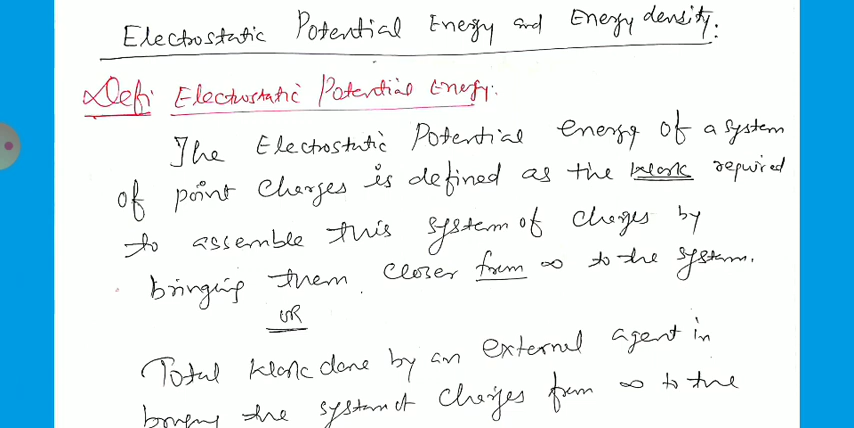 Electrostatic Potential Energy and Energy density:
Defi Electrostatic Potential Energy:
The Electrostatic Potential energy of a system
of point charges is defined as the work required
to assemble this system of charges by
bringing them closer from ∞ to the system.
OR
Total work done by an external agent in
bringing the system of charges from ∞ to the